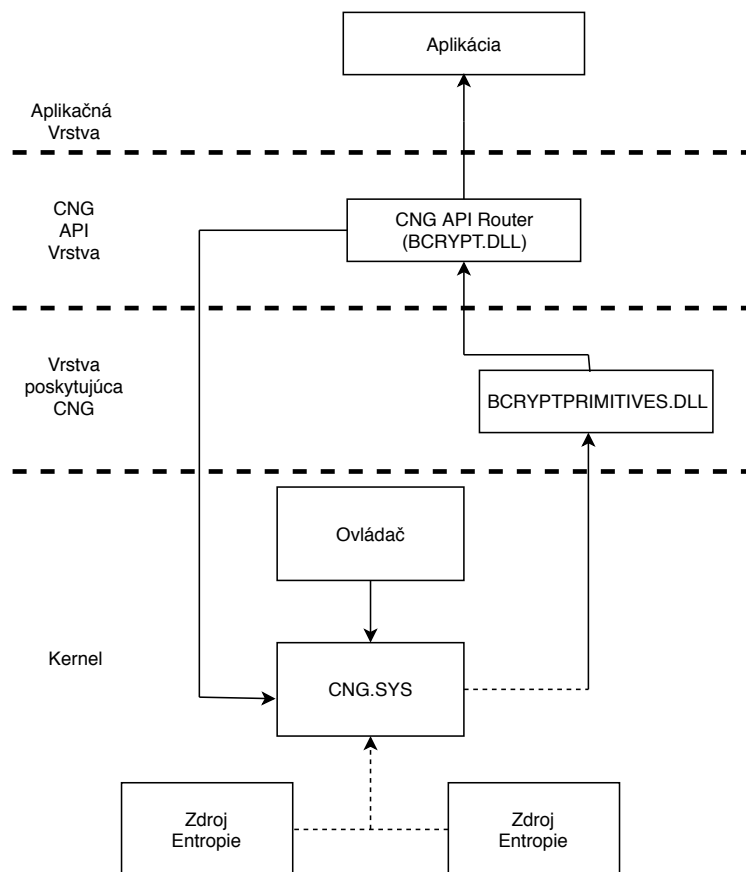 Aplikácia
Aplikačná
Vrstva
CNG
API
Vrstva
CNG API Router
(BCRYPT.DLL)
Vrstva
poskytujúca
CNG
BCRYPTPRIMITIVES.DLL
Ovládač
Kernel
CNG.SYS
Zdroj
Entropie
Zdroj
Entropie